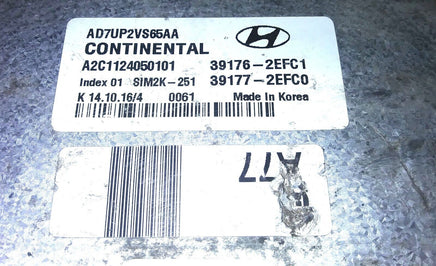 AD7UP2VS65AA
CONTINENTAL
A2C1124050101 39176-2EFC1
Index 01 SIM2K-251 39177-2EFC0
K 14.10.16/4 0061 Made in Korea